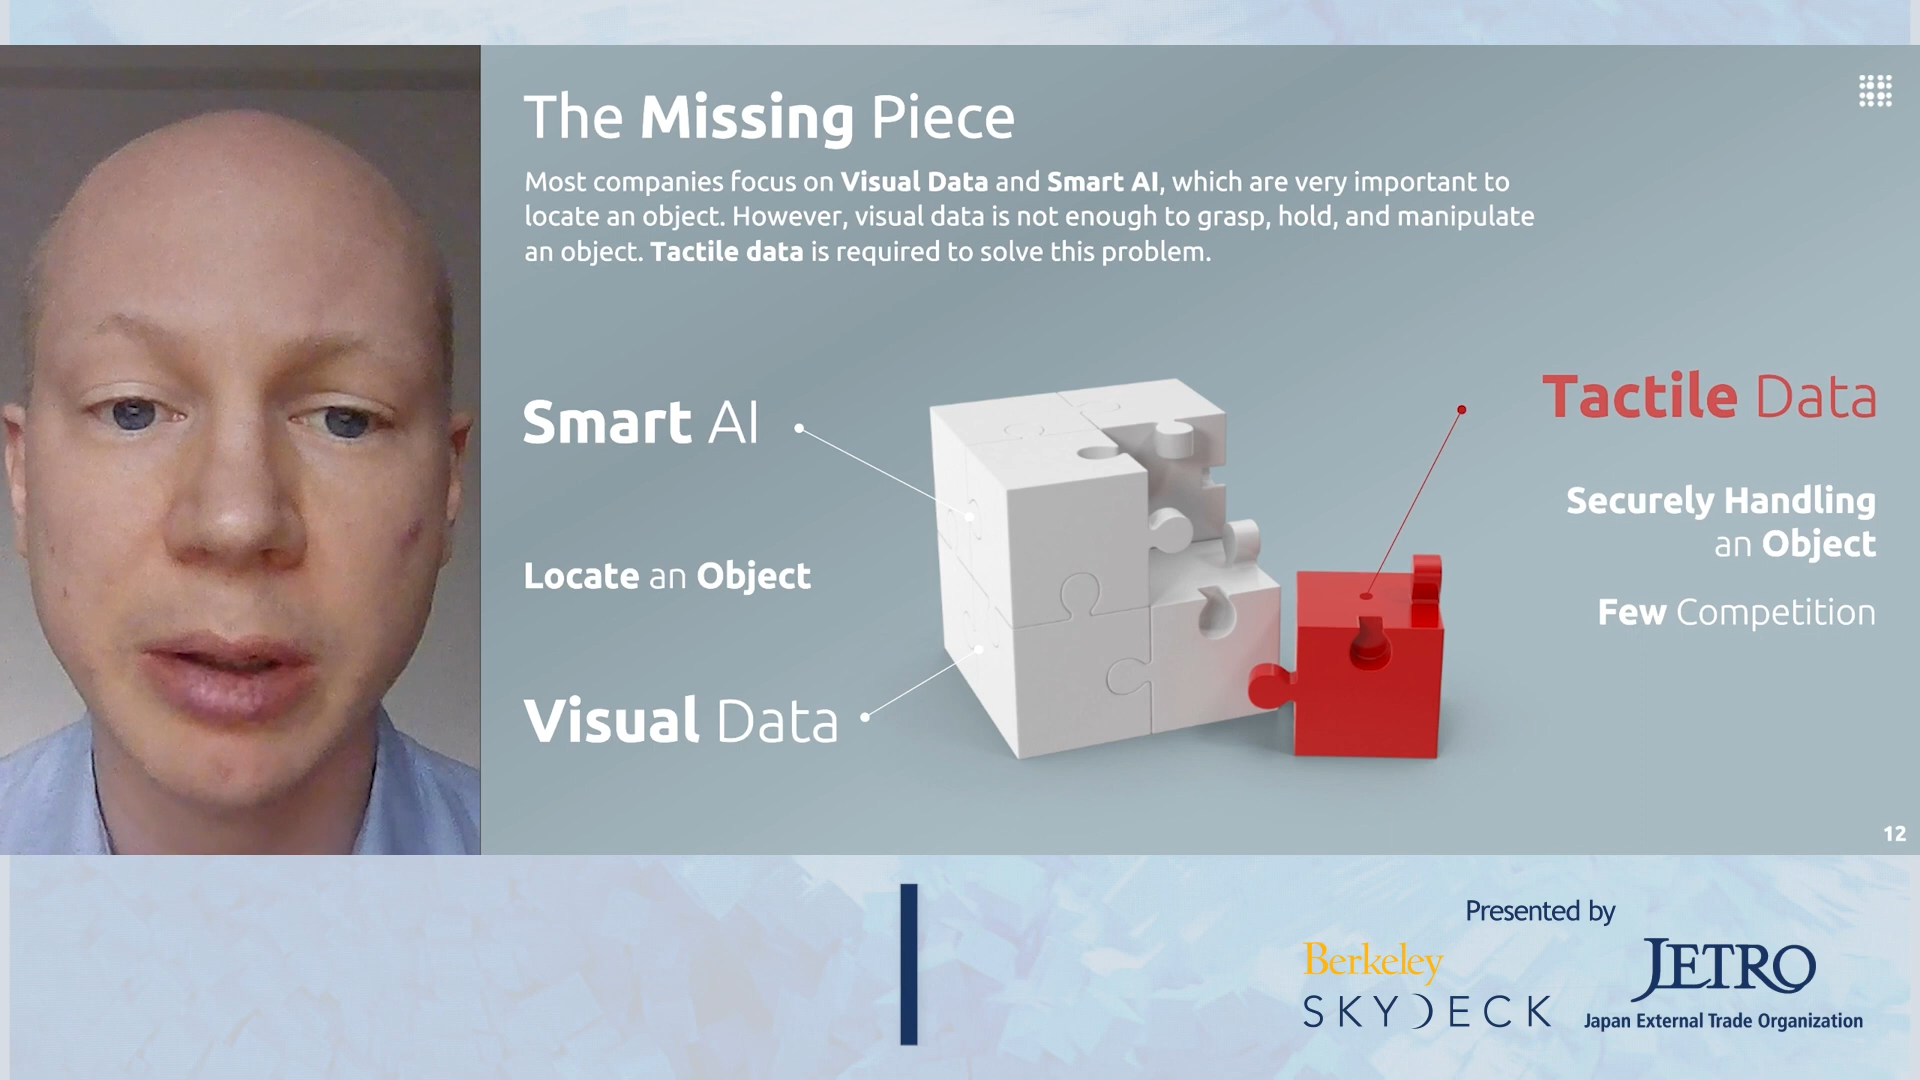 The Missing Piece
Most companies focus on Visual Data and Smart AI, which are very important to
locate an object. However, visual data is not enough to grasp, hold, and manipulate
an object. Tactile data is required to solve this problem.
Smart AI
Locate an Object
Visual Data
Tactile Data
Securely Handling
an Object
Few Competition
12
Presented by
Berkeley
SKYDECK
JETRO
Japan External Trade Organization